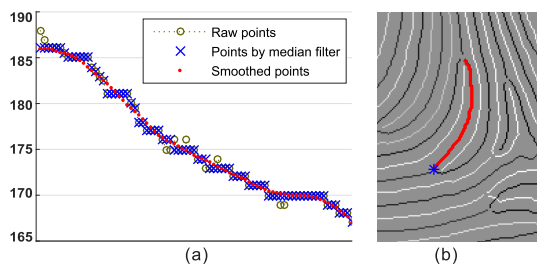 190
185
180
175
170
165
Raw points
Points by median filter
Smoothed points
(a)
(b)